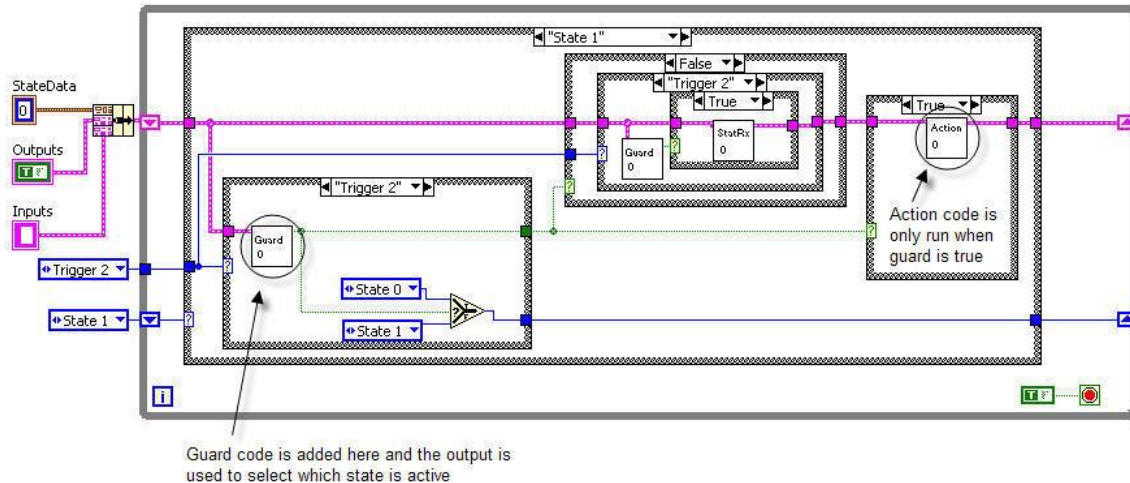 "State 1"
False
StateData
"Trigger 2"
0
True
True
StatRx
0
Action
0
Outputs
Guard
0
T F
"Trigger 2"
Inputs
Guard
0
Action code is
only run when
guard is true
?
?
?
?
?
Trigger 2
State 0
?
T
F
State 1
?
State 1
i
T F
Guard code is added here and the output is
used to select which state is active